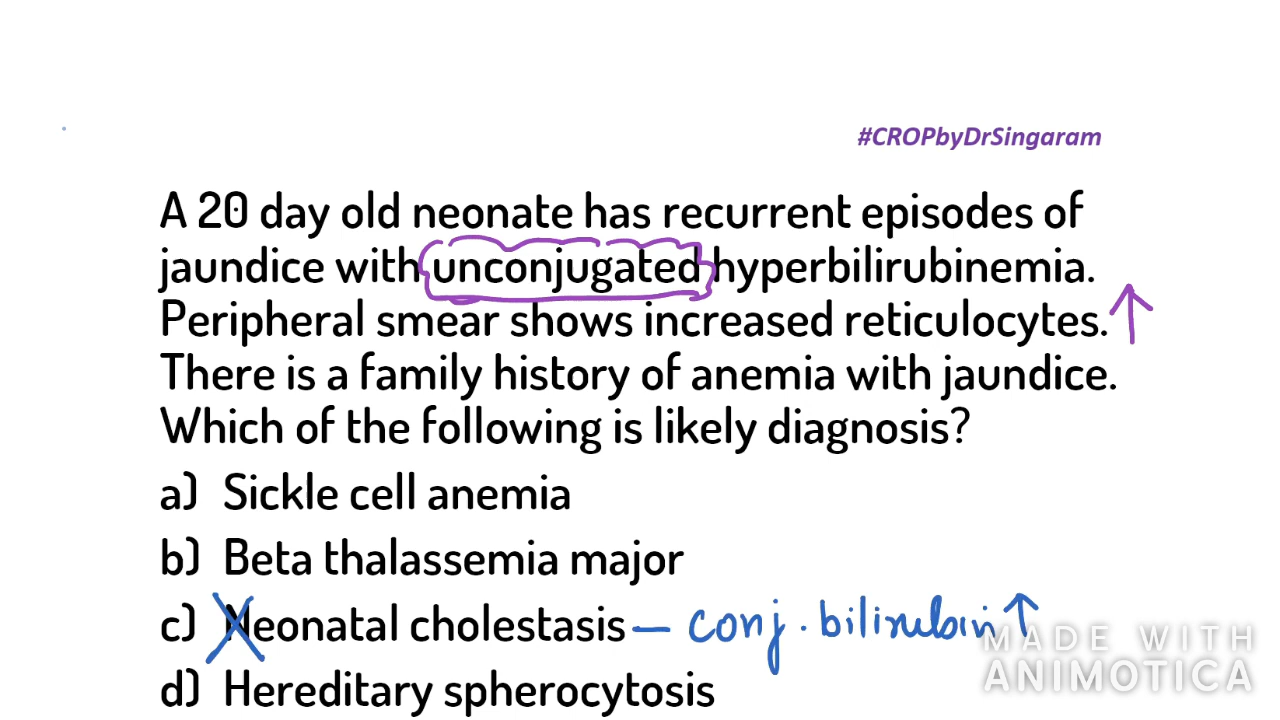 #CROPbyDrSingaram
A 20 day old neonate has recurrent episodes of
jaundice with unconjugated hyperbilirubinemia.
Peripheral smear shows increased reticulocytes. ↑
There is a family history of anemia with jaundice.
Which of the following is likely diagnosis?
a) Sickle cell anemia
b) Beta thalassemia major
c) Neonatal cholestasis – conj. bilirubin ↑
d) Hereditary spherocytosis
MADE WITH
ANIMOTICA